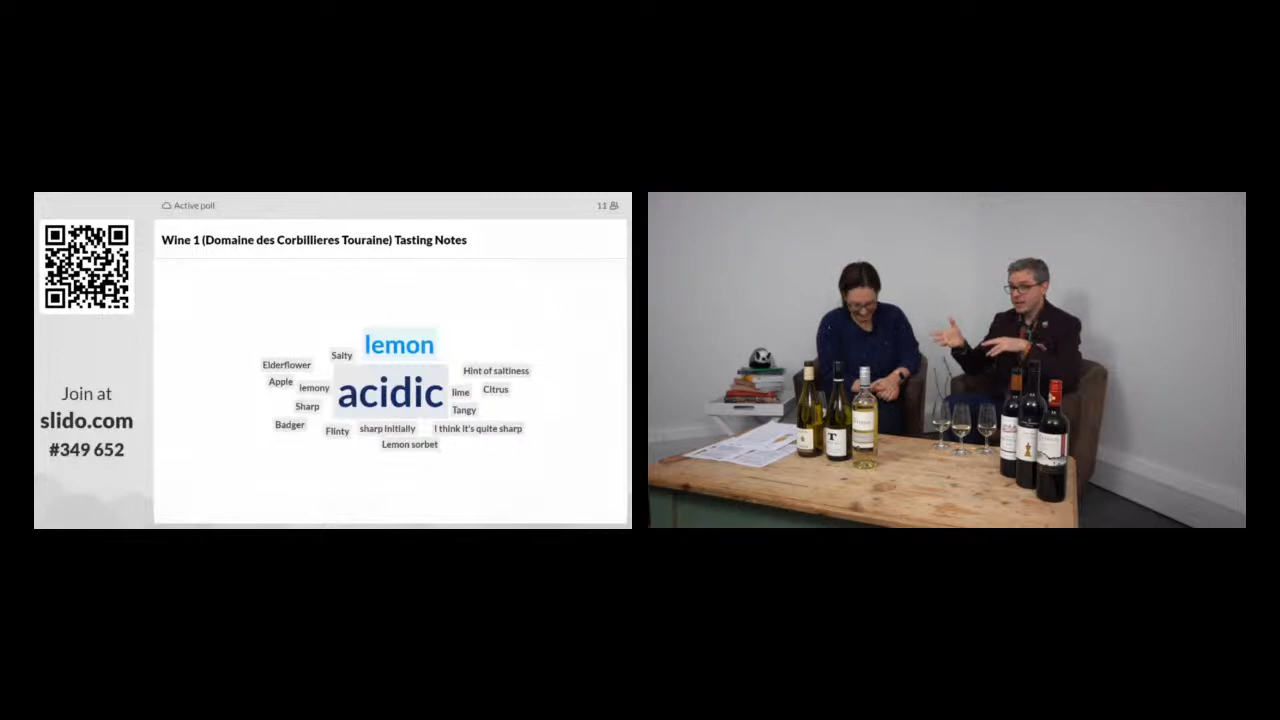 Active poll
11
Wine 1 (Domaine des Corbillieres Touraine) Tasting Notes
Join at
slido.com
#349 652
lemon
Salty
Elderflower
Hint of saltiness
Apple
lemony
acidic
lime
Citrus
Sharp
Tangy
Badger
Flinty
sharp initially
I think it's quite sharp
Lemon sorbet
T